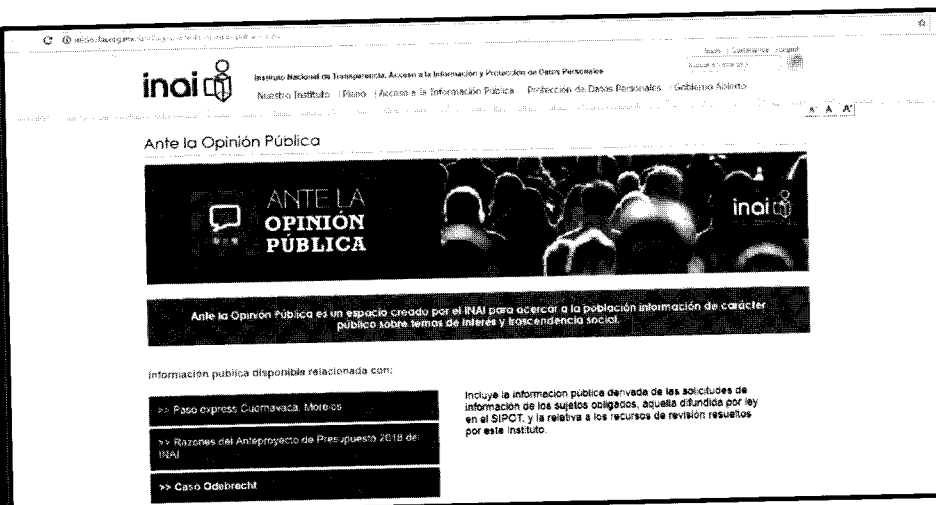 inai
Instituto Nacional de Transparencia, Acceso a la Información y Protección de Datos Personales
Nuestro Instituto | Pleno | Acceso a la Información Pública Protección de Datos Personales Gobierno Abierto
A- A A+
Ante la Opinión Pública
ANTE LA
OPINIÓN
PÚBLICA
inai
Ante la Opinión Pública es un espacio creado por el INAI para acercar a la población información de carácter
público sobre temas de interés y trascendencia social.
Información pública disponible relacionada con:
>> Paso express Cuernavaca, Morelos
>> Razones del Anteproyecto de Presupuesto 2018 del
INAI
>> Caso Odebrecht
Incluye la información pública derivada de las solicitudes de
información de los sujetos obligados, aquella difundida por ley
en el SIPOT, y la relativa a los recursos de revisión resueltos
por este Instituto.